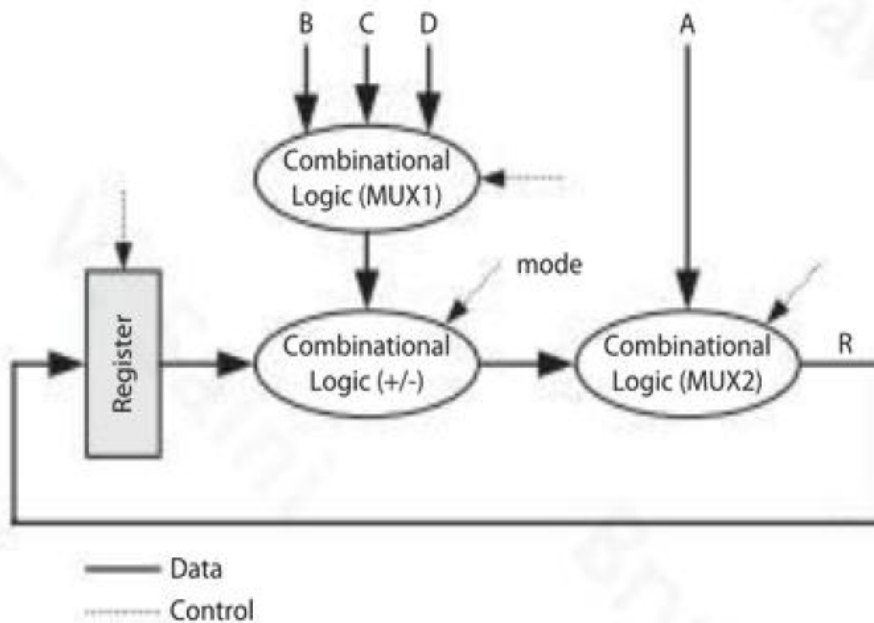 B C D A
Combinational
Logic (MUX1)
mode
Register
Combinational
Logic (+/-)
Combinational
Logic (MUX2)
R
Data
Control